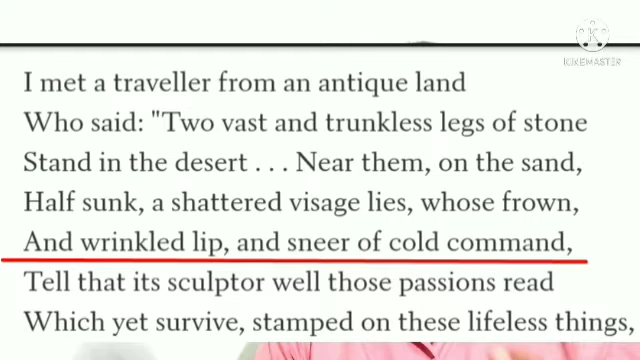 K
KINEMASTER
I met a traveller from an antique land
Who said: "Two vast and trunkless legs of stone
Stand in the desert . . . Near them, on the sand,
Half sunk, a shattered visage lies, whose frown,
And wrinkled lip, and sneer of cold command,
Tell that its sculptor well those passions read
Which yet survive, stamped on these lifeless things,